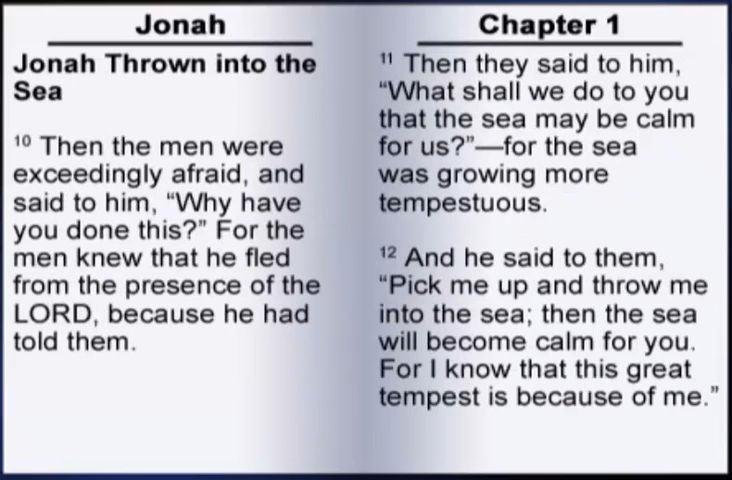 Jonah
Jonah Thrown into the
Sea
¹⁰ Then the men were
exceedingly afraid, and
said to him, “Why have
you done this?” For the
men knew that he fled
from the presence of the
LORD, because he had
told them.
Chapter 1
¹¹ Then they said to him,
“What shall we do to you
that the sea may be calm
for us?”—for the sea
was growing more
tempestuous.
¹² And he said to them,
“Pick me up and throw me
into the sea; then the sea
will become calm for you.
For I know that this great
tempest is because of me.”